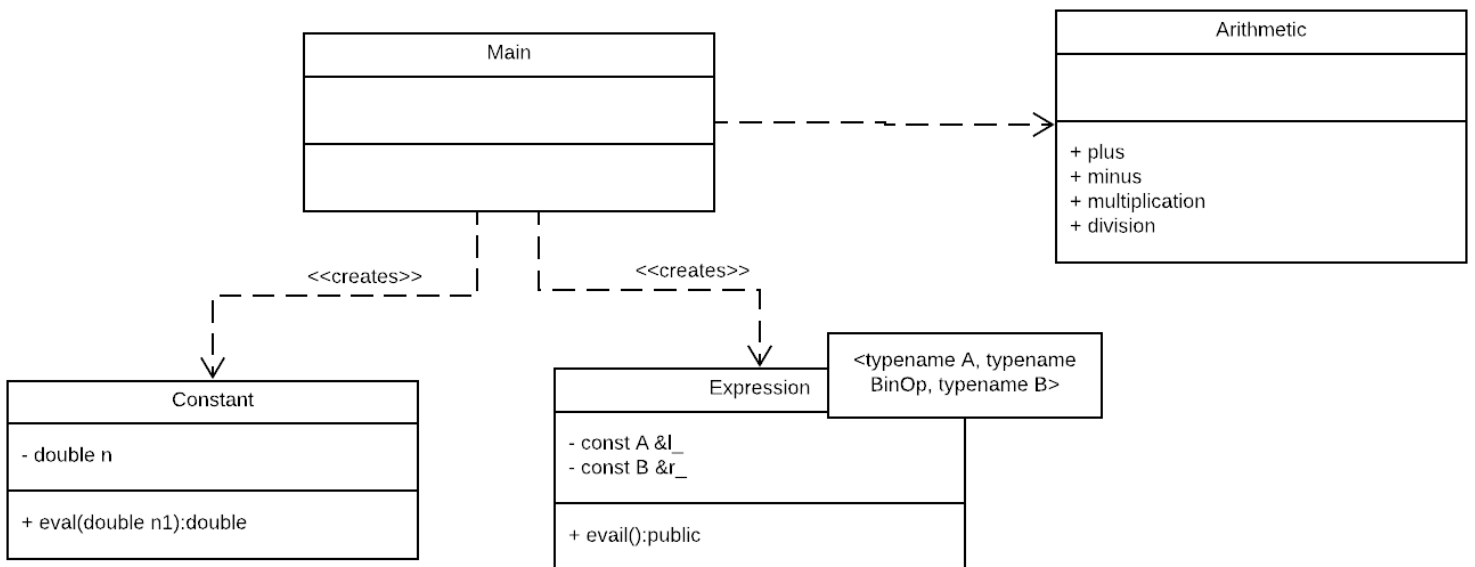 Main
Arithmetic
+ plus
+ minus
+ multiplication
+ division
<<creates>>
<<creates>>
Constant
- double n
+ eval(double n1):double
Expression
<typename A, typename
BinOp, typename B>
- const A &l_
- const B &r_
+ evail():public